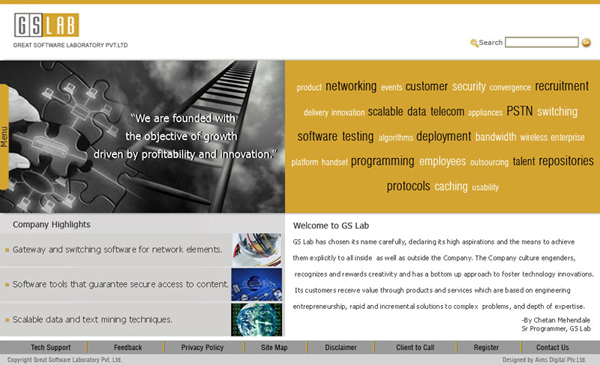 GS LAB
GREAT SOFTWARE LABORATORY PVT.LTD
Search
Menu
“We are founded with
the objective of growth
driven by profitability and innovation.”
product networking events customer security convergence recruitment
delivery innovation scalable data telecom appliances PSTN switching
software testing algorithms deployment bandwidth wireless enterprise
platform handset programming employees outsourcing talent repositories
protocols caching usability
Company Highlights
Gateway and switching software for network elements.
Software tools that guarantee secure access to content.
Scalable data and text mining techniques.
Welcome to GS Lab
GS Lab has chosen its name carefully, declaring its high aspirations and the means to achieve
them explicitly to all inside as well as outside the Company. The Company culture engenders,
recognizes and rewards creativity and has a bottom up approach to foster technology innovations.
Its customers receive value through products and services which are based on engineering
entrepreneurship, rapid and incremental solutions to complex problems, and depth of expertise.
-By Chetan Mehendale
Sr Programmer, GS Lab
Tech Support Feedback Privacy Policy Site Map Disclaimer Client to Call Register Contact Us
Copyright Great Software Laboratory Pvt. Ltd. Designed by Aims Digital Ptv Ltd.